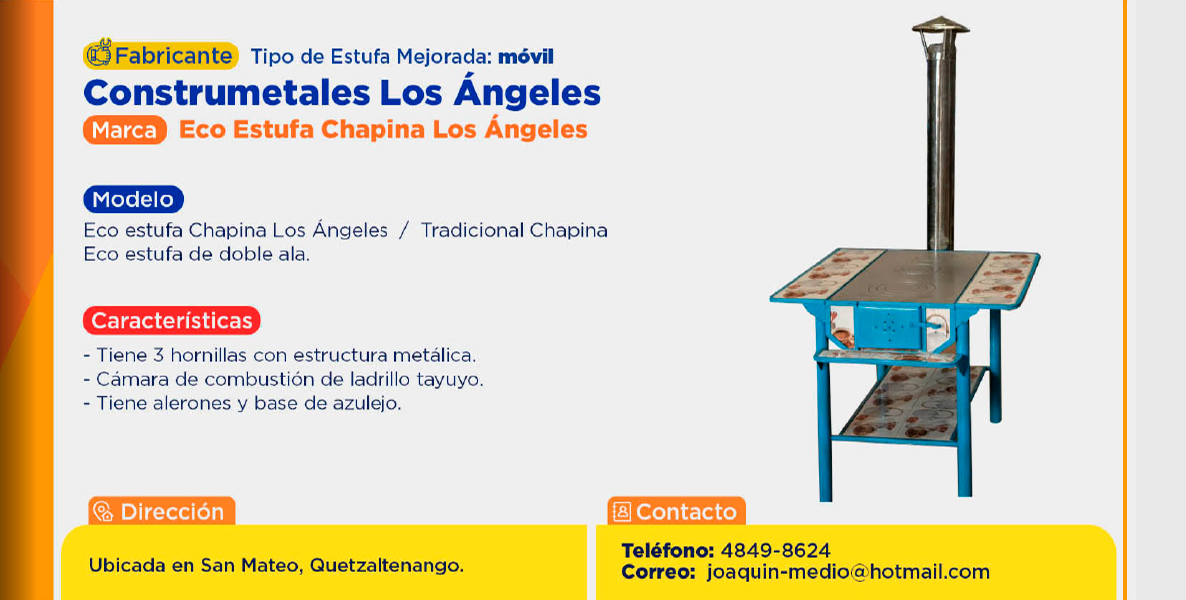 Fabricante Tipo de Estufa Mejorada: móvil
Construmetales Los Ángeles
Marca Eco Estufa Chapina Los Ángeles
Modelo
Eco estufa Chapina Los Ángeles / Tradicional Chapina
Eco estufa de doble ala.
Características
- Tiene 3 hornillas con estructura metálica.
- Cámara de combustión de ladrillo tayuyo.
- Tiene alerones y base de azulejo.
Dirección
Ubicada en San Mateo, Quetzaltenango.
Contacto
Teléfono: 4849-8624
Correo: joaquin-medio@hotmail.com